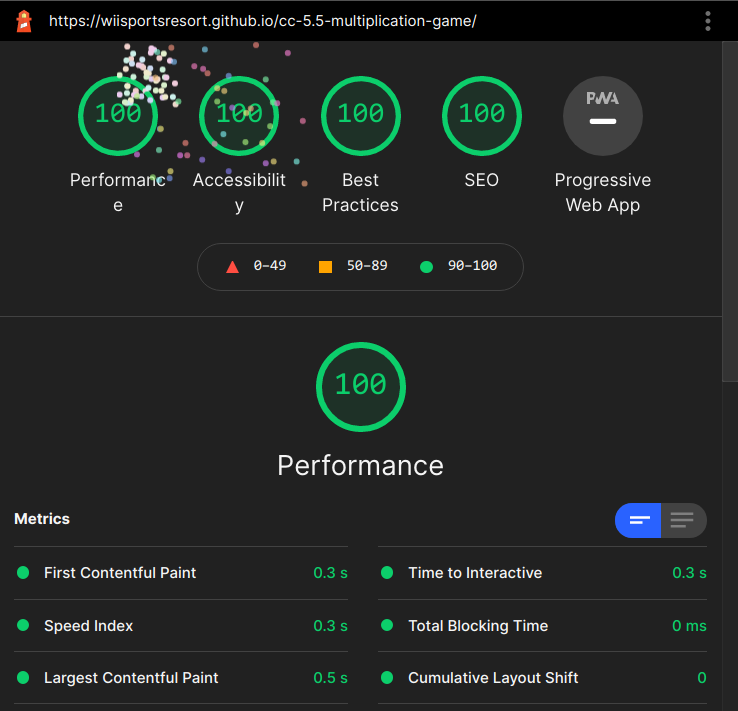 https://wiisportsresort.github.io/cc-5.5-multiplication-game/
100 100 100 100 PWA
Performanc Accessibilit Best SEO Progressive
e y Practices Web App
0–49 50–89 90–100
100
Performance
Metrics
First Contentful Paint 0.3 s Time to Interactive 0.3 s
Speed Index 0.3 s Total Blocking Time 0 ms
Largest Contentful Paint 0.5 s Cumulative Layout Shift 0